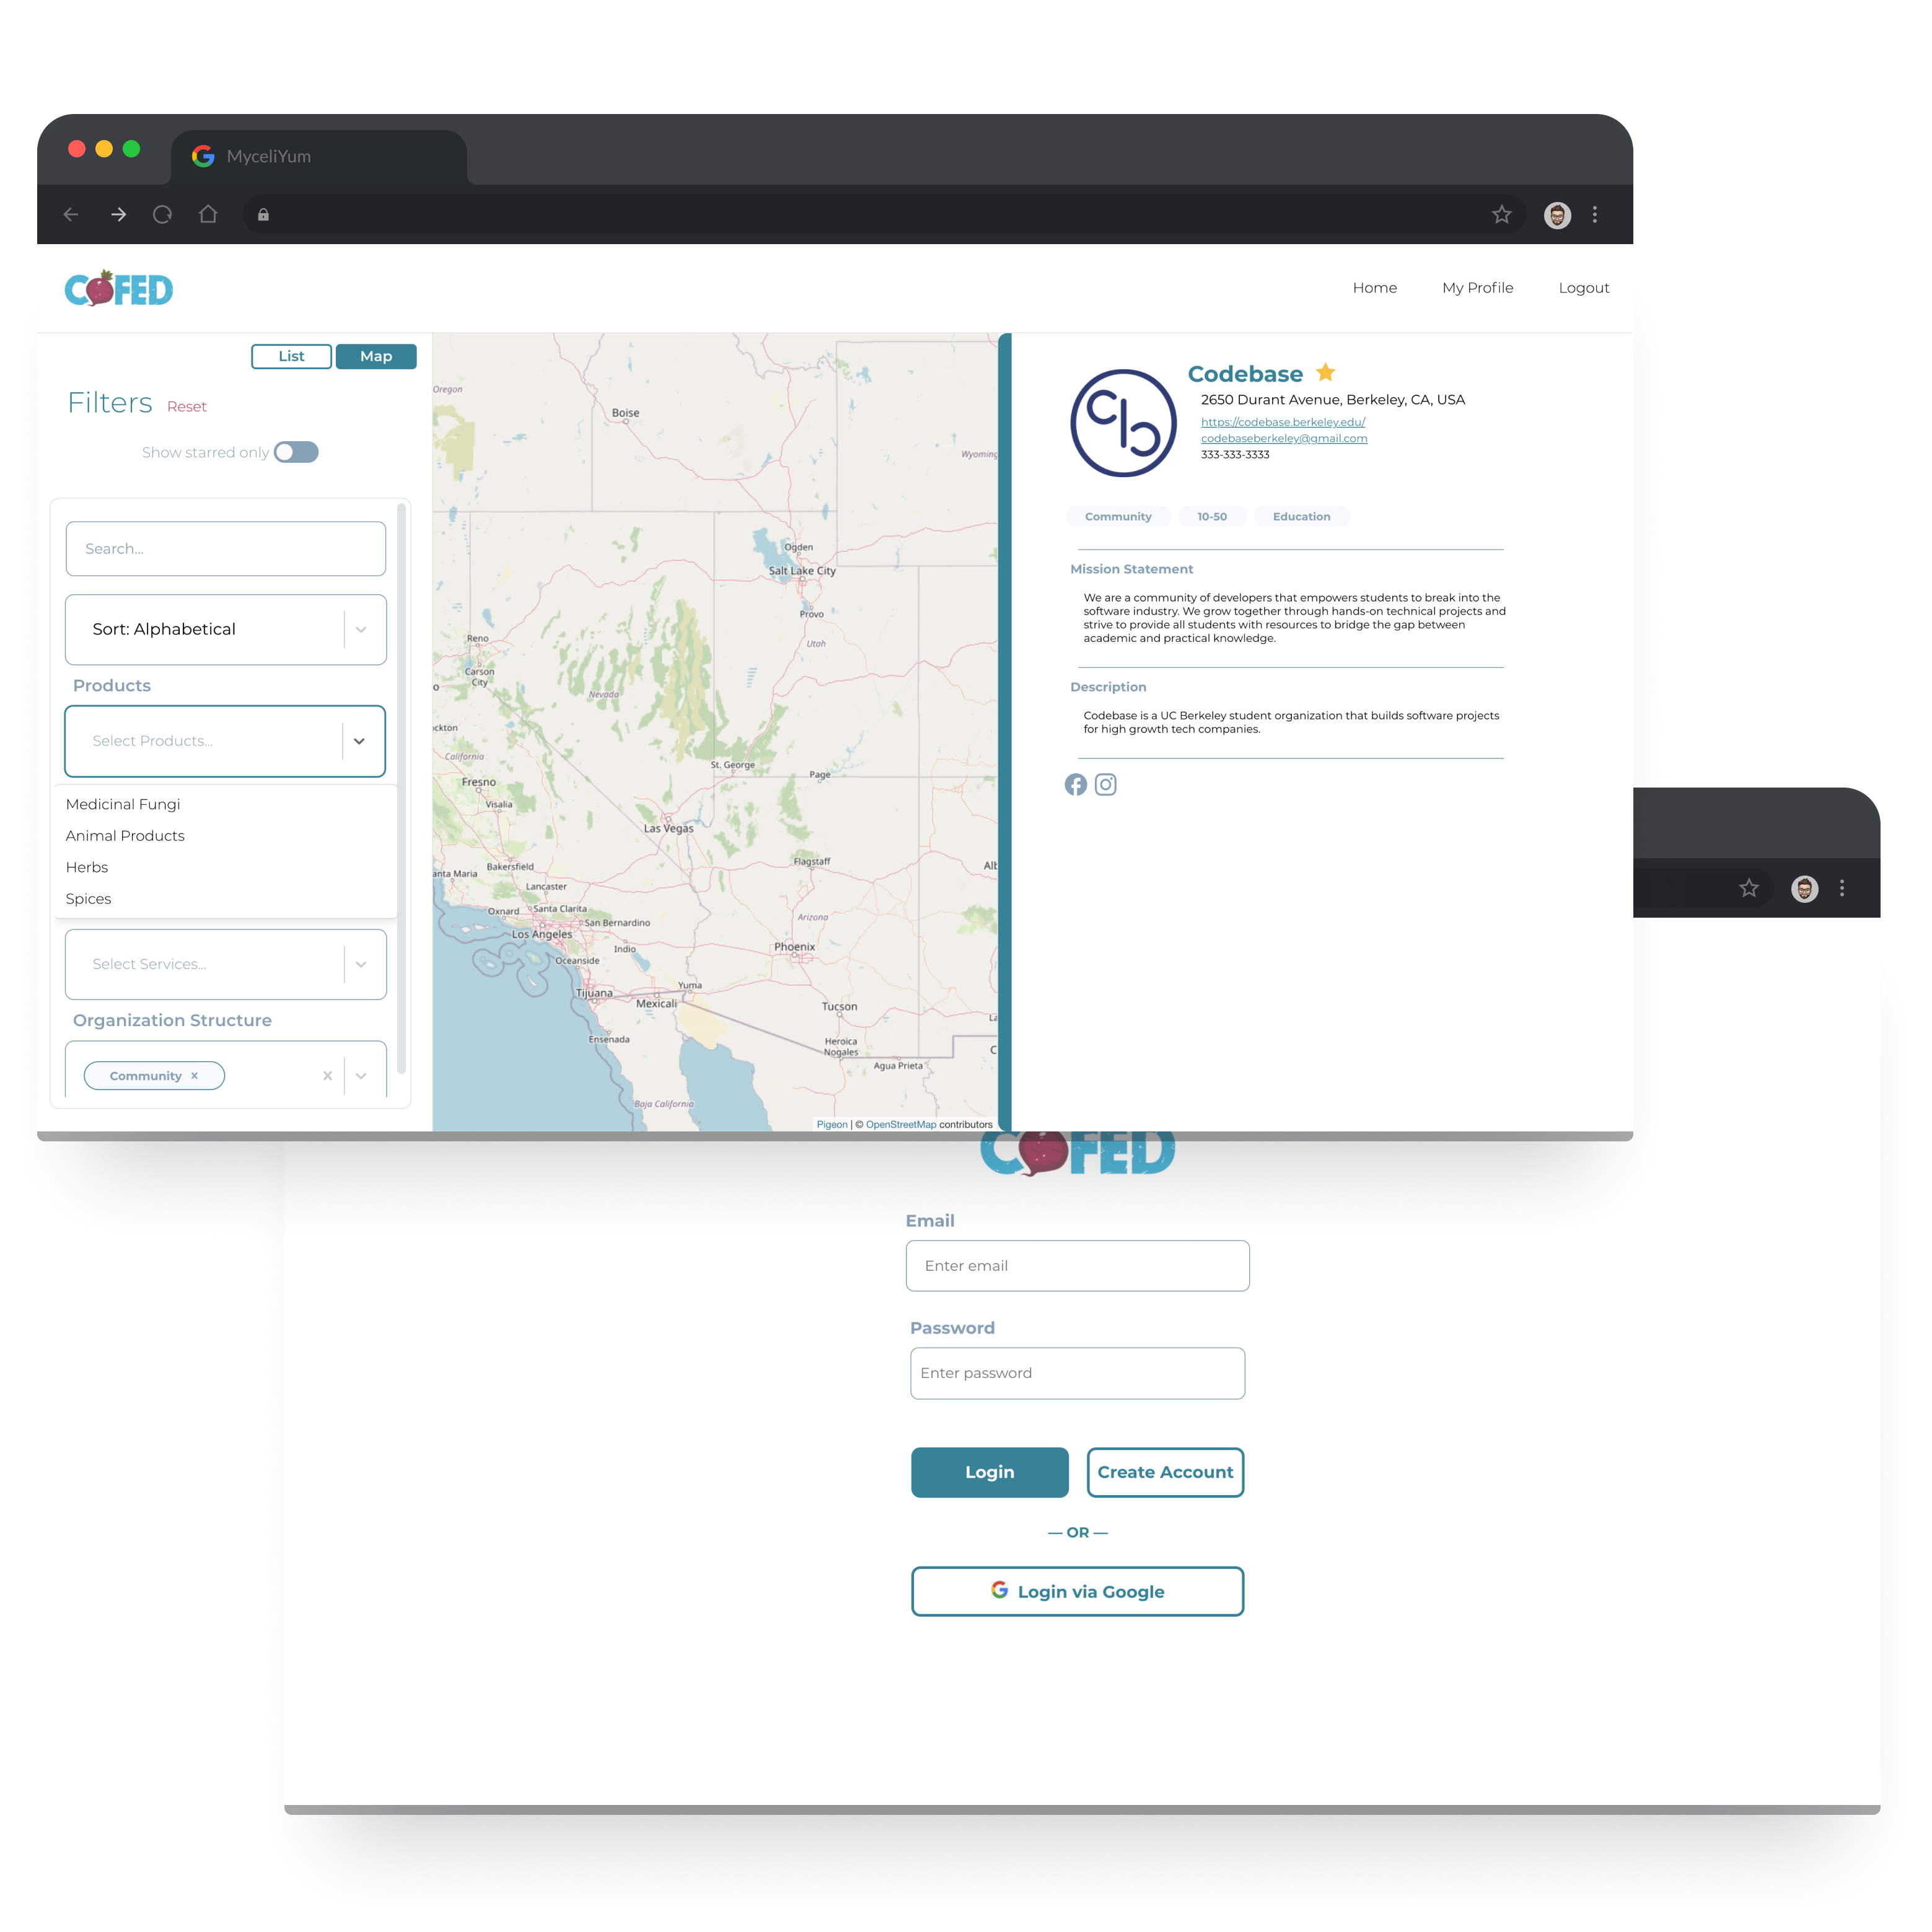 MyceliYum
COFED
Home
My Profile
Logout
List
Map
Filters
Reset
Show starred only
Search...
Sort: Alphabetical
Products
Select Products...
Medicinal Fungi
Animal Products
Herbs
Spices
Select Services...
Organization Structure
Community ×
Oregon
Boise
Wyoming
Ogden
Salt Lake City
Provo
Utah
Reno
Carson
City
Nevada
ckton
California
Fresno
Visalia
St. George
Page
Las Vegas
Bakersfield
Flagstaff
Alb
anta Maria
Lancaster
Oxnard
Santa Clarita
San Bernardino
Los Angeles
Arizona
Indio
Phoenix
Oceanside
Yuma
Tijuana
Mexicali
Tucson
Ensenada
Heroica
Nogales
Agua Prieta
Baja California
Pigeon | © OpenStreetMap contributors
Codebase
2650 Durant Avenue, Berkeley, CA, USA
https://codebase.berkeley.edu/
codebaseberkeley@gmail.com
333-333-3333
Community
10-50
Education
Mission Statement
We are a community of developers that empowers students to break into the
software industry. We grow together through hands-on technical projects and
strive to provide all students with resources to bridge the gap between
academic and practical knowledge.
Description
Codebase is a UC Berkeley student organization that builds software projects
for high growth tech companies.
COFED
Email
Enter email
Password
Enter password
Login
Create Account
— OR —
Login via Google